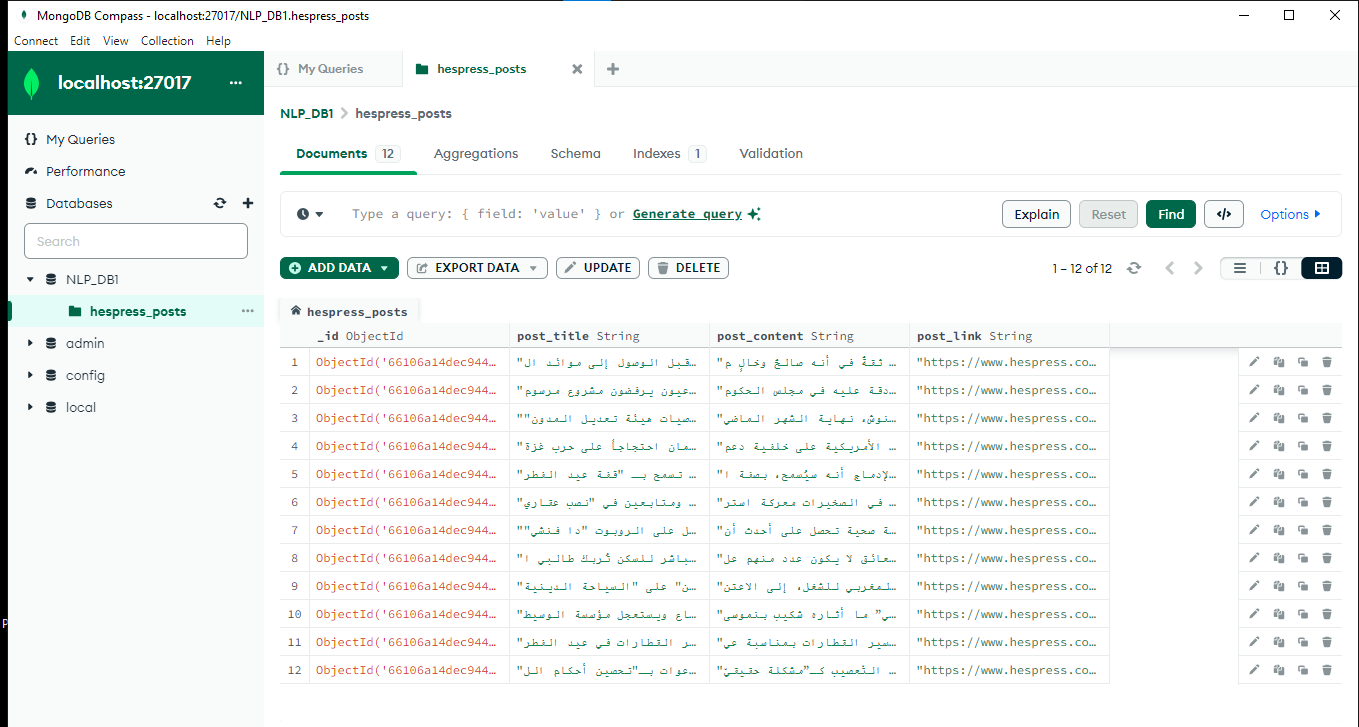 MongoDB Compass - localhost:27017/NLP_DB1.hespress_posts
Connect Edit View Collection Help
localhost:27017 ...
My Queries
Performance
Databases
Search
NLP_DB1
hespress_posts ...
admin
config
local
{} My Queries
hespress_posts
NLP_DB1 > hespress_posts
Documents 12 Aggregations Schema Indexes 1 Validation
Type a query: { field: 'value' } or Generate query
Explain Reset Find </> Options
ADD DATA EXPORT DATA UPDATE DELETE
1 – 12 of 12
{}
hespress_posts
_id ObjectId post_title String post_content String post_link String
1 ObjectId('66106a14dec944… "قبل الوصول إلى موائد ال… "ثقةٌ في أنه صالحٌ وخالٍ م… "https://www.hespress.co…
2 ObjectId('66106a14dec944… "عيون يرفضون مشروع مرسوم… "دقة عليه في مجلس الحكوم… "https://www.hespress.co…
3 ObjectId('66106a14dec944… ""صيات هيئة تعديل المدون… "نوش، نهاية الشهر الماضي… "https://www.hespress.co…
4 ObjectId('66106a14dec944… "مان احتجاجاً على حرب غزة… "الأمريكية على خلفية دعم… "https://www.hespress.co…
5 ObjectId('66106a14dec944… "تسمح بـ "قفة عيد الفطر… "لإدماج أنه سيُسمح، بصفة ا… "https://www.hespress.co…
6 ObjectId('66106a14dec944… "ومتابعين في "نصب عقاري… "في الصخيرات معركة استر… "https://www.hespress.co…
7 ObjectId('66106a14dec944… ""ل على الروبوت "دا فنشي… "ة صحية تحصل على أحدث أن… "https://www.hespress.co…
8 ObjectId('66106a14dec944… "باشر للسكن تُربك طالبي ا… "عائق لا يكون عدد منهم عل… "https://www.hespress.co…
9 ObjectId('66106a14dec944… "ن" على "السياحة الدينية… "لمغربي للشغل، إلى الاعتن… "https://www.hespress.co…
10 ObjectId('66106a14dec944… "اع ويستعجل مؤسسة الوسيط… "ي” ما أثاره شكيب بنموسى… "https://www.hespress.co…
11 ObjectId('66106a14dec944… "ر القطارات في عيد الفطر… "سير القطارات بمناسبة عي… "https://www.hespress.co…
12 ObjectId('66106a14dec944… "عوات بـ"تحصين أحكام الل… "التعصيب كـ”مشكلة حقيقيّ… "https://www.hespress.co…